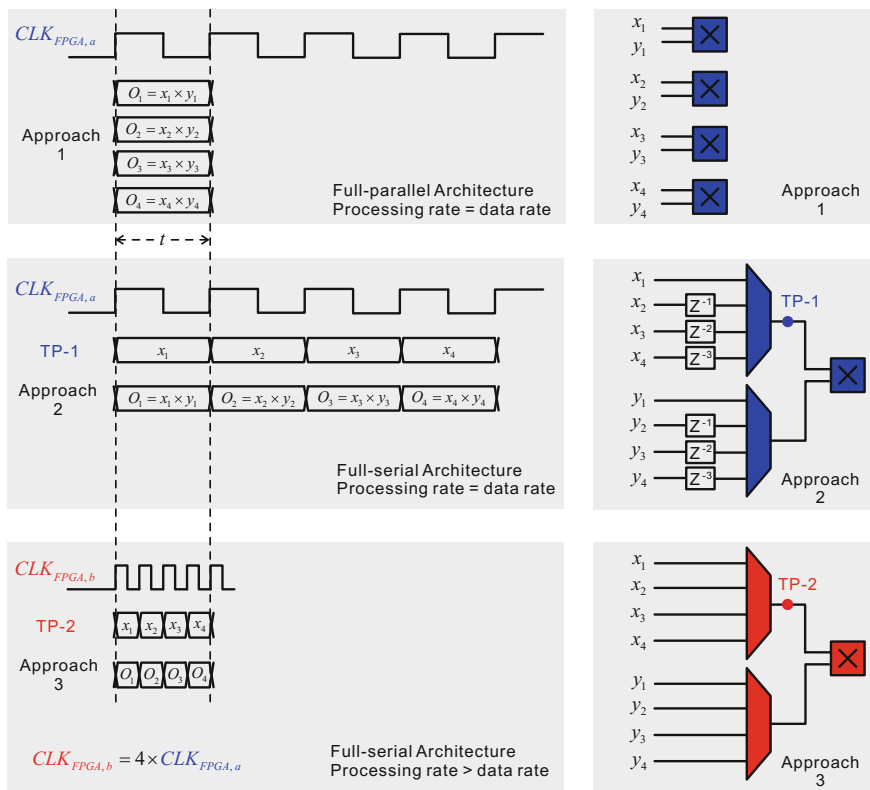 CLK_FPGA,a
O₁ = x₁ × y₁
O₂ = x₂ × y₂
O₃ = x₃ × y₃
O₄ = x₄ × y₄
Approach
1
Full-parallel Architecture
Processing rate = data rate
x₁
y₁
x₂
y₂
x₃
y₃
x₄
y₄
Approach
1
t
CLK_FPGA,a
TP-1
x₁ x₂ x₃ x₄
Approach
2
O₁ = x₁ × y₁ O₂ = x₂ × y₂ O₃ = x₃ × y₃ O₄ = x₄ × y₄
Full-serial Architecture
Processing rate = data rate
x₁
x₂ Z⁻¹
x₃ Z⁻²
x₄ Z⁻³
TP-1
y₁
y₂ Z⁻¹
y₃ Z⁻²
y₄ Z⁻³
Approach
2
CLK_FPGA,b
TP-2
x₁ x₂ x₃ x₄
Approach
3
O₁ O₂ O₃ O₄
CLK_FPGA,b = 4 × CLK_FPGA,a
Full-serial Architecture
Processing rate > data rate
x₁
x₂
x₃
x₄
TP-2
y₁
y₂
y₃
y₄
Approach
3